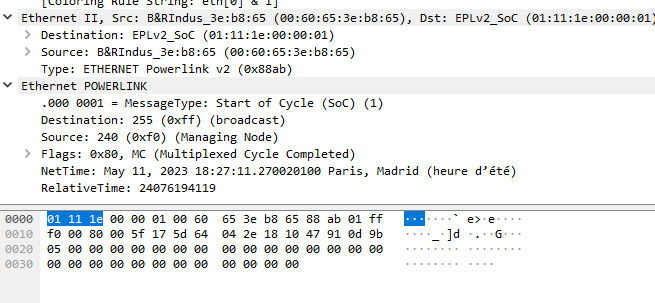 [Coloring Rule String: eth[0] & 1]
Ethernet II, Src: B&RIndus_3e:b8:65 (00:60:65:3e:b8:65), Dst: EPLv2_SoC (01:11:1e:00:00:01)
Destination: EPLv2_SoC (01:11:1e:00:00:01)
Source: B&RIndus_3e:b8:65 (00:60:65:3e:b8:65)
Type: ETHERNET Powerlink v2 (0x88ab)
Ethernet POWERLINK
.000 0001 = MessageType: Start of Cycle (SoC) (1)
Destination: 255 (0xff) (broadcast)
Source: 240 (0xf0) (Managing Node)
Flags: 0x80, MC (Multiplexed Cycle Completed)
NetTime: May 11, 2023 18:27:11.270020100 Paris, Madrid (heure d’été)
RelativeTime: 24076194119
0000 01 11 1e 00 00 01 00 60 65 3e b8 65 88 ab 01 ff ·······` e>·e····
0010 f0 00 80 00 5f 17 5d 64 04 2e 18 10 47 91 0d 9b ····_·]d ·.··G···
0020 05 00 00 00 00 00 00 00 00 00 00 00 00 00 00 00 ········ ········
0030 00 00 00 00 00 00 00 00 00 00 00 00 ········ ····